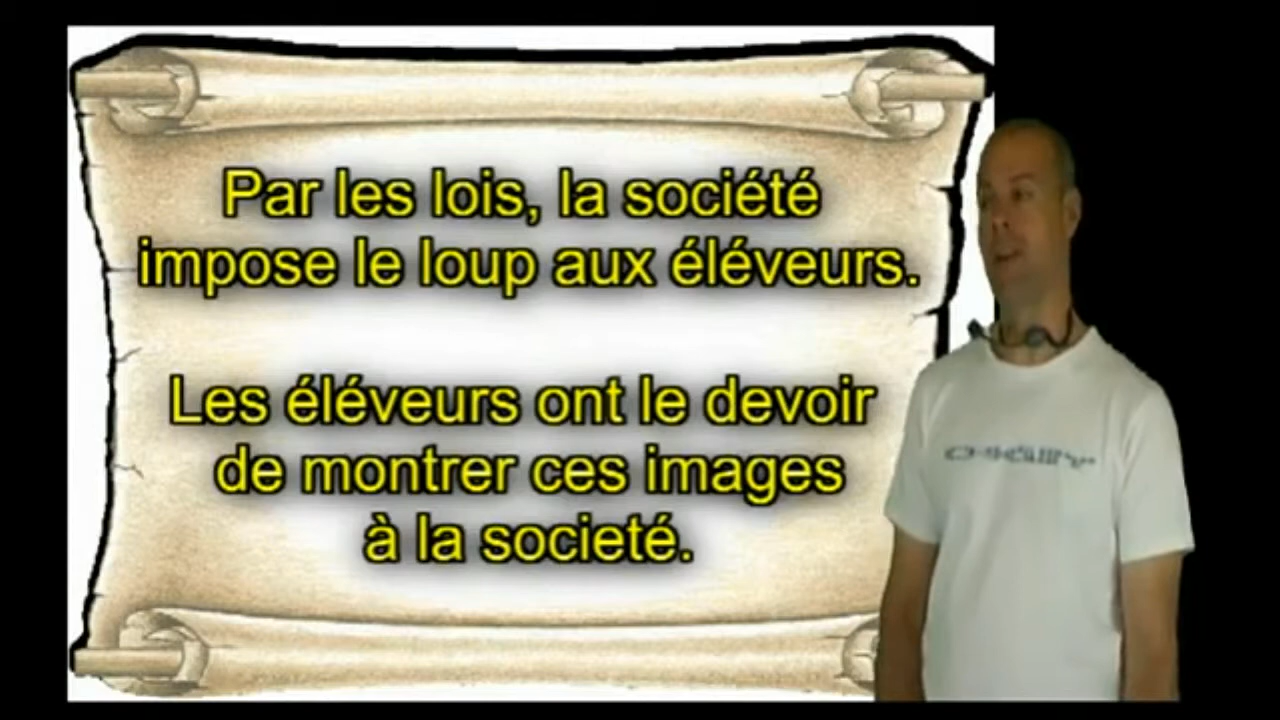 Par les lois, la société
impose le loup aux éléveurs.
Les éléveurs ont le devoir
de montrer ces images
à la societé.